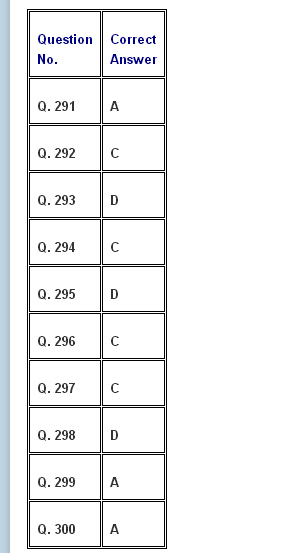 Question No. Correct Answer
Q. 291 A
Q. 292 C
Q. 293 D
Q. 294 C
Q. 295 D
Q. 296 C
Q. 297 C
Q. 298 D
Q. 299 A
Q. 300 A